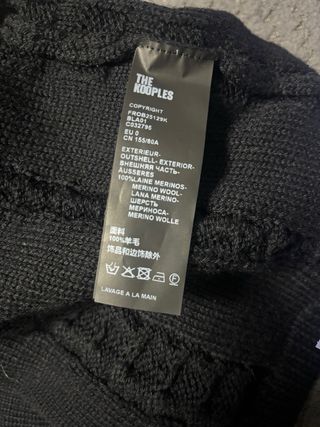 THE
KOOPLES
COPYRIGHT
FROB25129K
BLA01
C032796
EU 0
CN 155/80A
EXTERIEUR-
OUTSHELL- EXTERIOR-
ВНЕШНЯЯ ЧАСТЬ-
ÄUSSERES
100%LAINE MERINOS-
MERINO WOOL-
LANA MERINO-
ШЕРСТЬ
МЕРИНОСА-
MERINO WOLLE
面料
100%羊毛
饰品和边饰除外
LAVAGE A LA MAIN